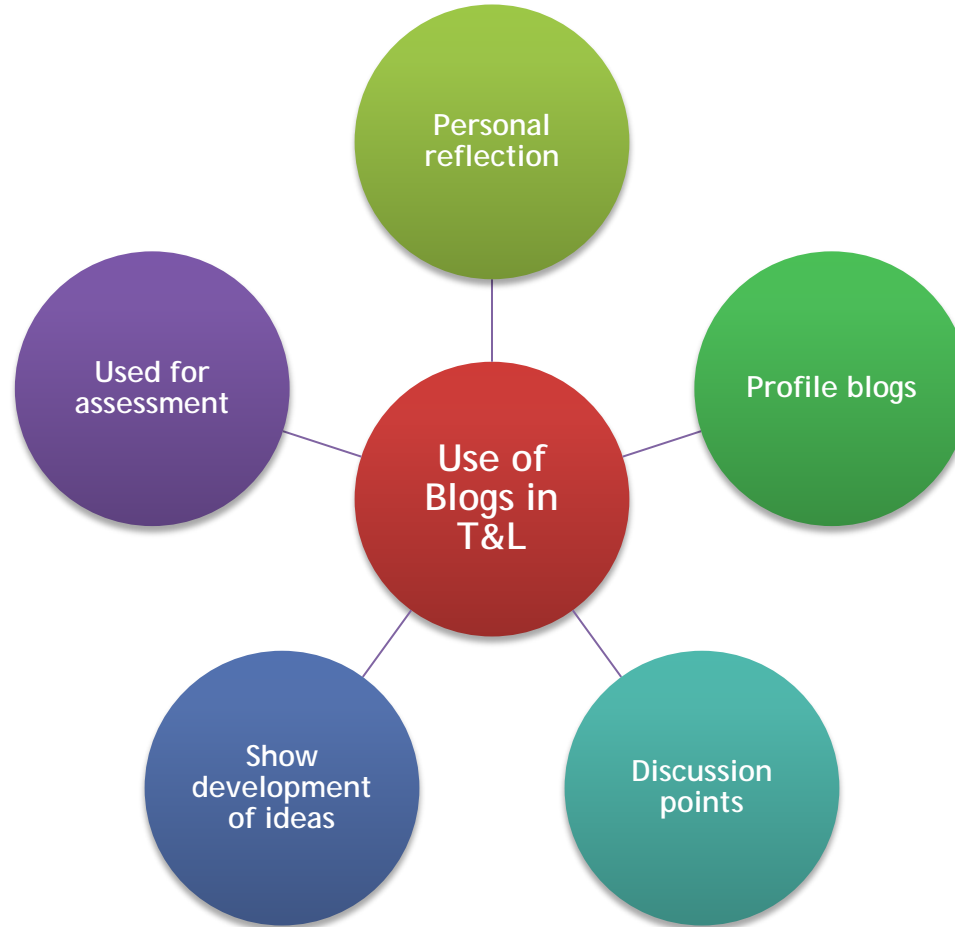 Personal
reflection
Used for
assessment
Profile blogs
Use of
Blogs in
T&L
Show
development
of ideas
Discussion
points